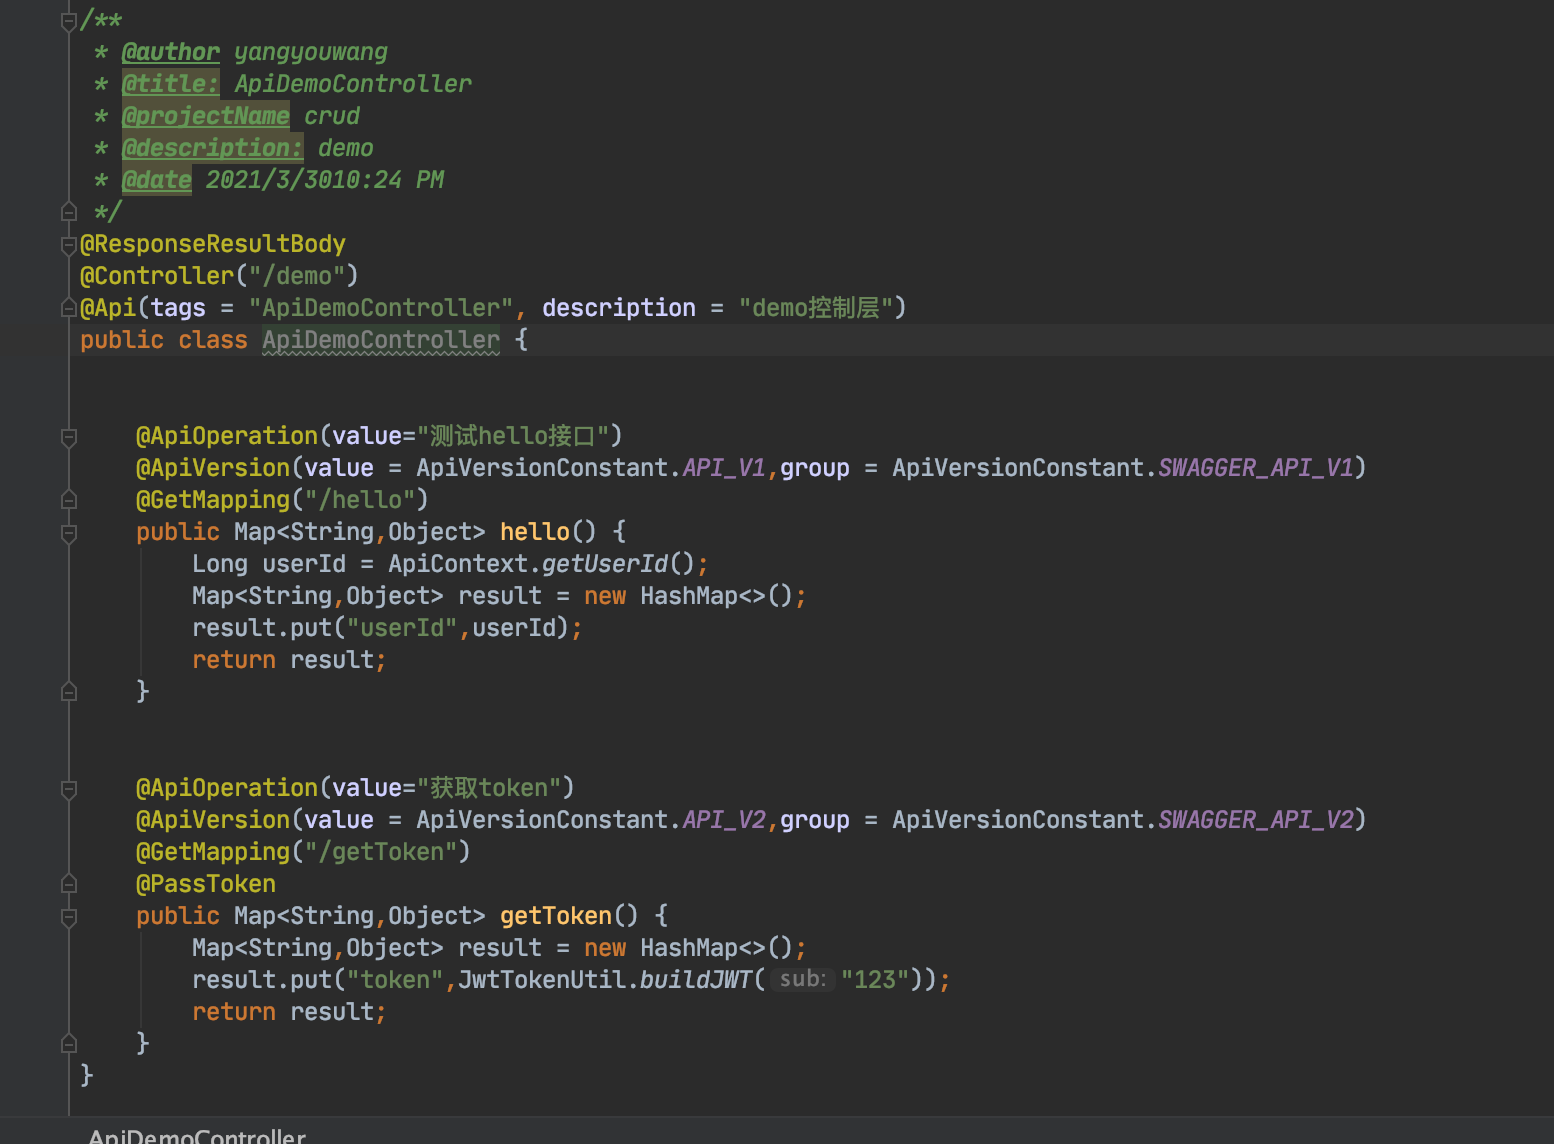 /**
 * @author yangyouwang
 * @title: ApiDemoController
 * @projectName crud
 * @description: demo
 * @date 2021/3/3010:24 PM
 */
@ResponseResultBody
@Controller("/demo")
@Api(tags = "ApiDemoController", description = "demo控制层")
public class ApiDemoController {
    @ApiOperation(value="测试hello接口")
    @ApiVersion(value = ApiVersionConstant.API_V1,group = ApiVersionConstant.SWAGGER_API_V1)
    @GetMapping("/hello")
    public Map<String,Object> hello() {
        Long userId = ApiContext.getUserId();
        Map<String,Object> result = new HashMap<>();
        result.put("userId",userId);
        return result;
    }
    @ApiOperation(value="获取token")
    @ApiVersion(value = ApiVersionConstant.API_V2,group = ApiVersionConstant.SWAGGER_API_V2)
    @GetMapping("/getToken")
    @PassToken
    public Map<String,Object> getToken() {
        Map<String,Object> result = new HashMap<>();
        result.put("token",JwtTokenUtil.buildJWT( sub: "123"));
        return result;
    }
}
ApiDemoController